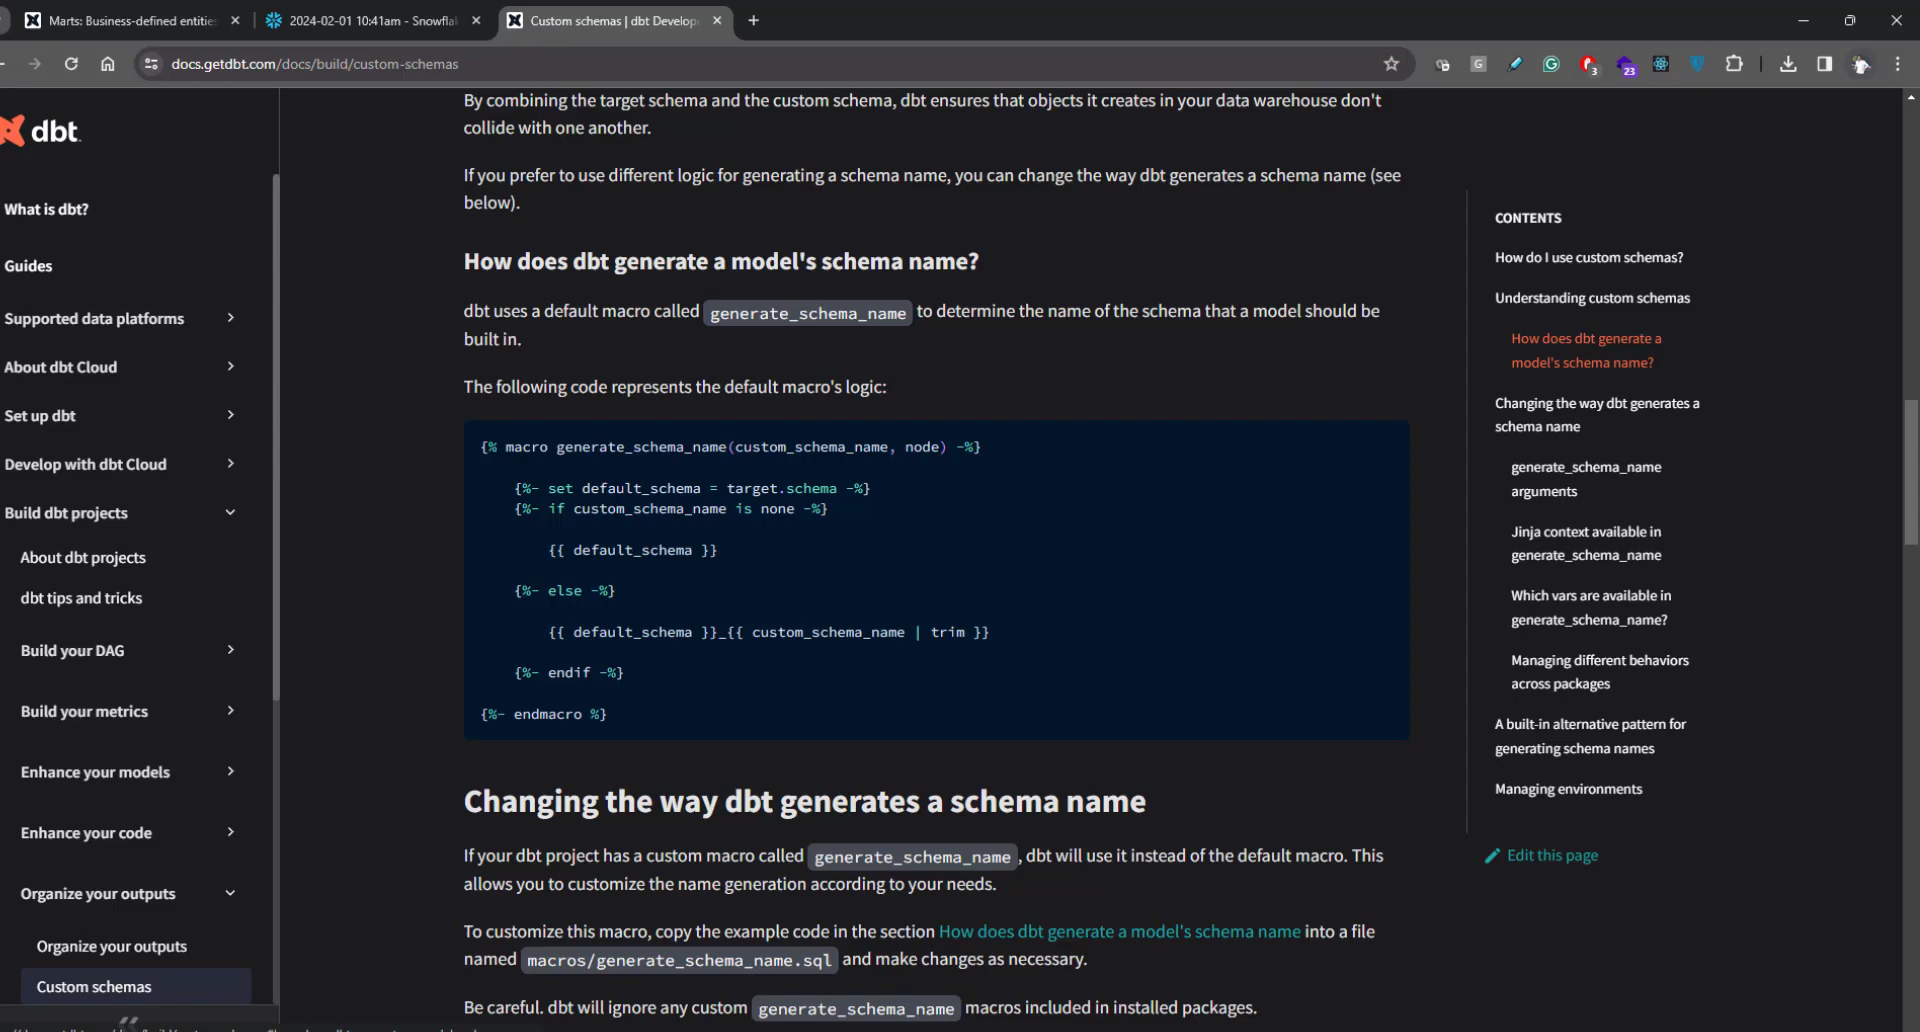 Marts: Business-defined entitie
2024-02-01 10:41am - Snowflak
Custom schemas | dbt Develop
docs.getdbt.com/docs/build/custom-schemas
G
3
23
dbt
What is dbt?
Guides
Supported data platforms
About dbt Cloud
Set up dbt
Develop with dbt Cloud
Build dbt projects
About dbt projects
dbt tips and tricks
Build your DAG
Build your metrics
Enhance your models
Enhance your code
Organize your outputs
Organize your outputs
Custom schemas
By combining the target schema and the custom schema, dbt ensures that objects it creates in your data warehouse don't
collide with one another.
If you prefer to use different logic for generating a schema name, you can change the way dbt generates a schema name (see
below).
How does dbt generate a model's schema name?
dbt uses a default macro called generate_schema_name to determine the name of the schema that a model should be
built in.
The following code represents the default macro's logic:
{% macro generate_schema_name(custom_schema_name, node) -%}
{%- set default_schema = target.schema -%}
{%- if custom_schema_name is none -%}
{{ default_schema }}
{%- else -%}
{{ default_schema }}_{{ custom_schema_name | trim }}
{%- endif -%}
{%- endmacro %}
Changing the way dbt generates a schema name
If your dbt project has a custom macro called generate_schema_name, dbt will use it instead of the default macro. This
allows you to customize the name generation according to your needs.
To customize this macro, copy the example code in the section How does dbt generate a model's schema name into a file
named macros/generate_schema_name.sql and make changes as necessary.
Be careful. dbt will ignore any custom generate_schema_name macros included in installed packages.
CONTENTS
How do I use custom schemas?
Understanding custom schemas
How does dbt generate a
model's schema name?
Changing the way dbt generates a
schema name
generate_schema_name
arguments
Jinja context available in
generate_schema_name
Which vars are available in
generate_schema_name?
Managing different behaviors
across packages
A built-in alternative pattern for
generating schema names
Managing environments
Edit this page